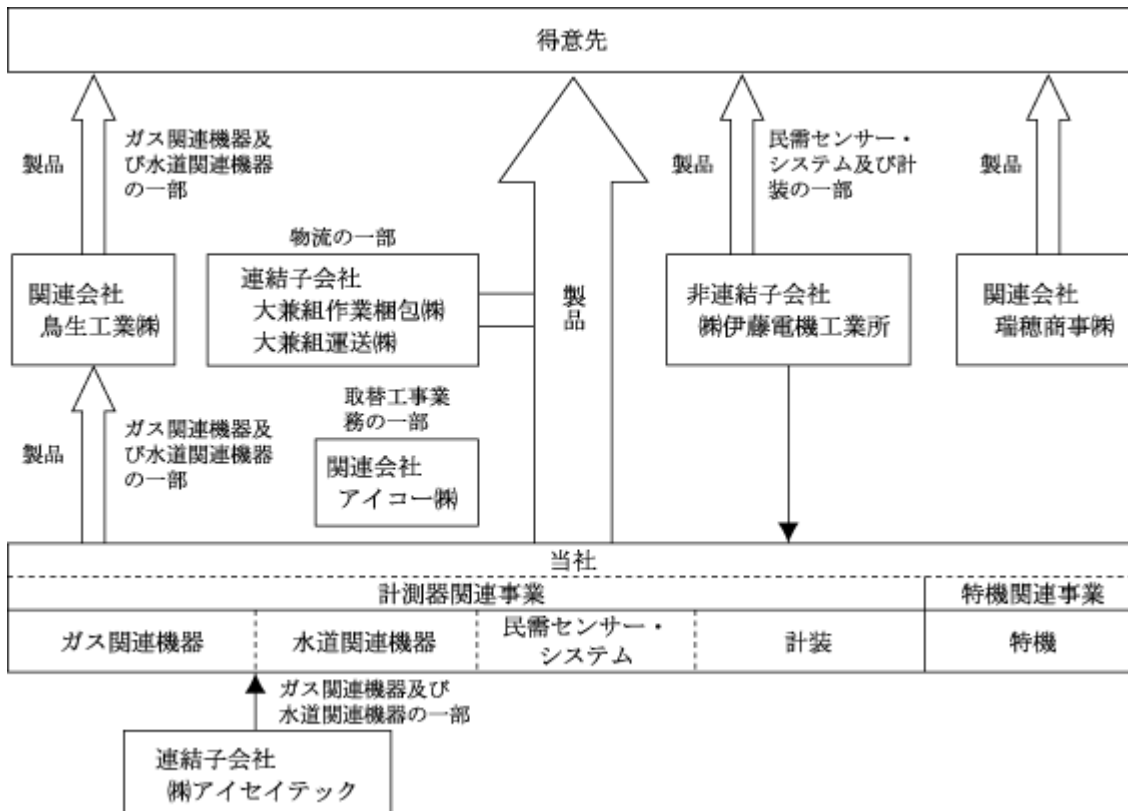 得意先
製品
ガス関連機器及
び水道関連機器
の一部
製品
民需センサー・
システム及び計
装の一部
製品
物流の一部
関連会社
鳥生工業㈱
連結子会社
大兼組作業梱包㈱
大兼組運送㈱
製品
非連結子会社
㈱伊藤電機工業所
関連会社
瑞穂商事㈱
製品
ガス関連機器及
び水道関連機器
の一部
取替工事業
務の一部
関連会社
アイコー㈱
当社
計測器関連事業
特機関連事業
ガス関連機器
水道関連機器
民需センサー・
システム
計装
特機
ガス関連機器及び
水道関連機器の一部
連結子会社
㈱アイセイテック